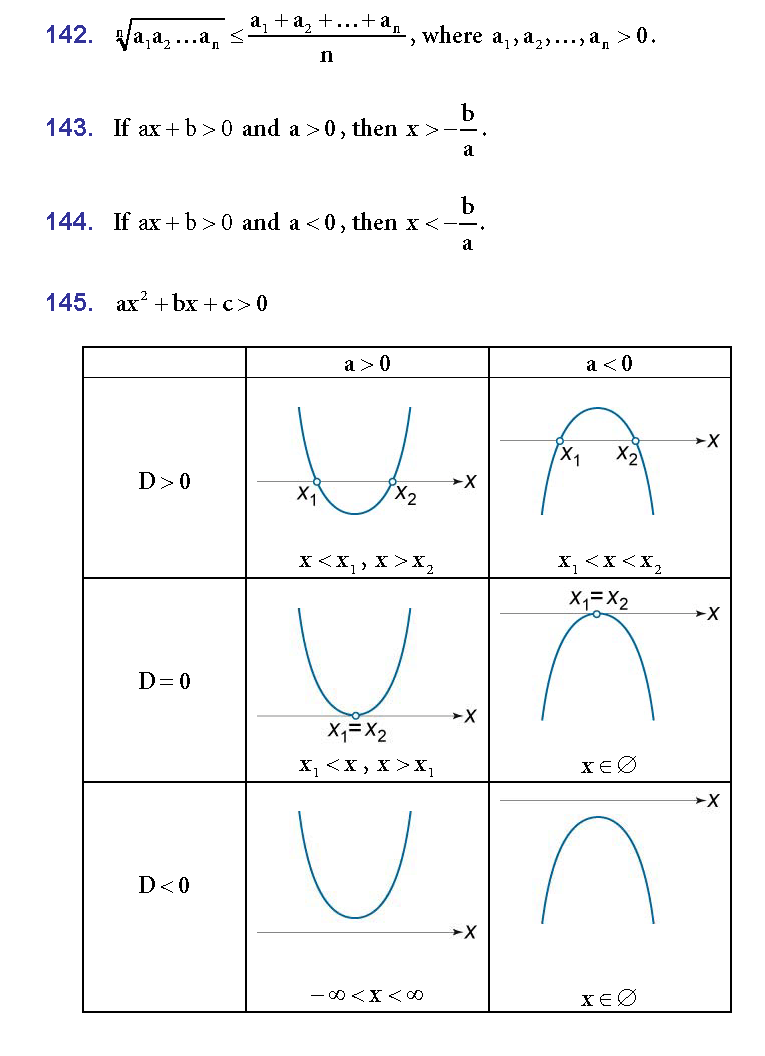 142. ⁿ√(a₁a₂…aₙ) ≤ (a₁ + a₂ + … + aₙ)/n, where a₁, a₂, …, aₙ > 0.
143. If ax + b > 0 and a > 0, then x > −b/a.
144. If ax + b > 0 and a < 0, then x < −b/a.
145. ax² + bx + c > 0
a > 0 a < 0
D > 0
x₁ x₂ x
x₁ x₂ x
x < x₁, x > x₂
x₁ < x < x₂
D = 0
x₁=x₂ x
x₁=x₂ x
x₁ < x, x > x₁
x ∈ ∅
D < 0
x
x
−∞ < x < ∞
x ∈ ∅